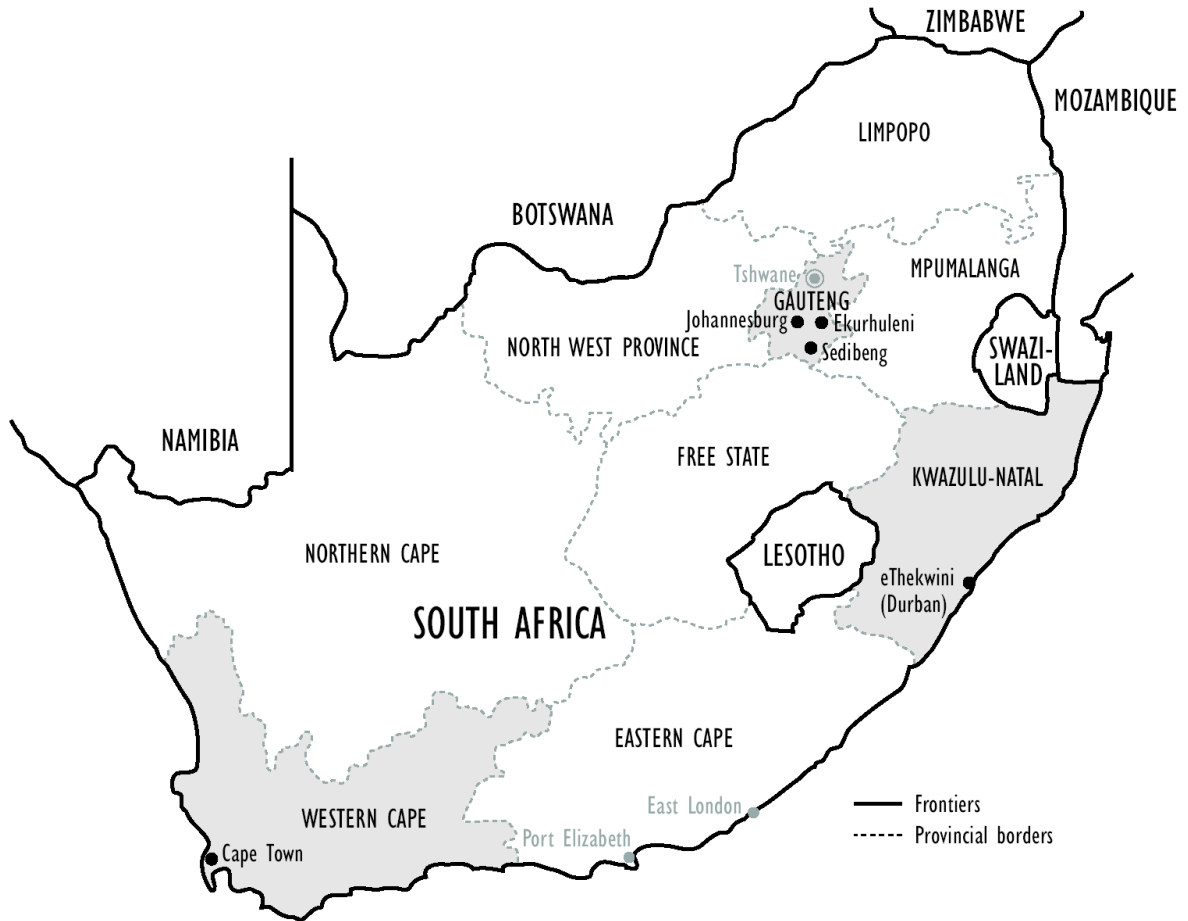 ZIMBABWE
MOZAMBIQUE
LIMPOPO
BOTSWANA
Tshwane
MPUMALANGA
GAUTENG
Johannesburg
Ekurhuleni
NORTH WEST PROVINCE
Sedibeng
SWAZI-
LAND
NAMIBIA
FREE STATE
KWAZULU-NATAL
NORTHERN CAPE
LESOTHO
eThekwini
(Durban)
SOUTH AFRICA
EASTERN CAPE
East London
Frontiers
WESTERN CAPE
Port Elizabeth
Provincial borders
Cape Town